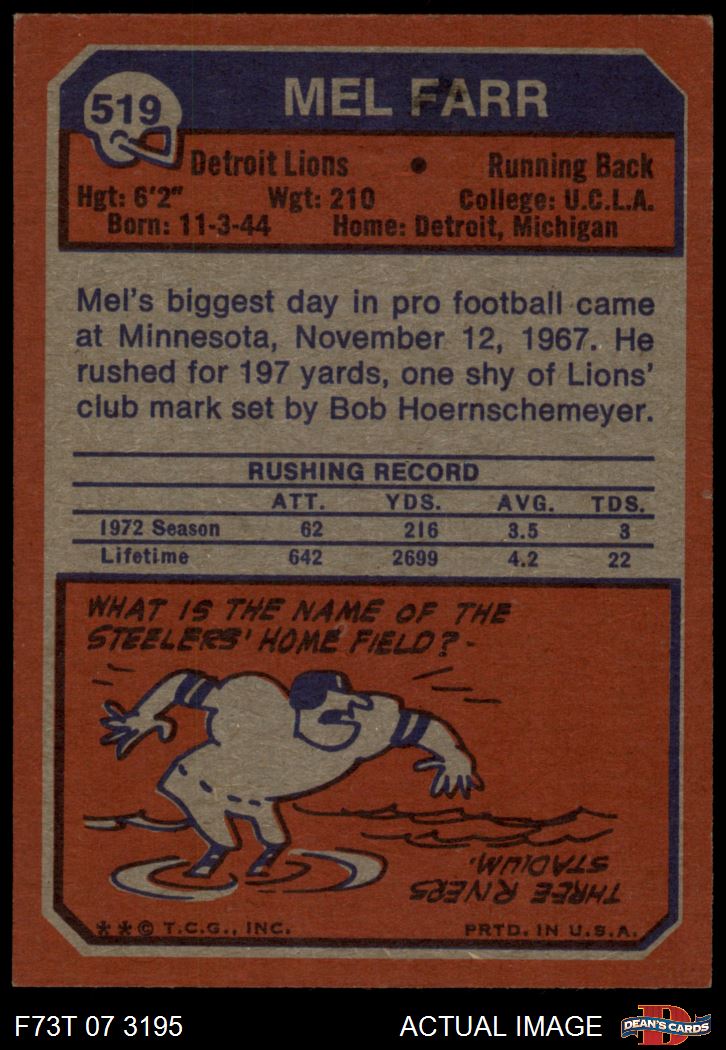 519
MEL FARR
Detroit Lions • Running Back
Hgt: 6'2" Wgt: 210 College: U.C.L.A.
Born: 11-3-44 Home: Detroit, Michigan
Mel's biggest day in pro football came
at Minnesota, November 12, 1967. He
rushed for 197 yards, one shy of Lions'
club mark set by Bob Hoernschemeyer.
RUSHING RECORD
ATT. YDS. AVG. TDS.
1972 Season 62 216 3.5 3
Lifetime 642 2699 4.2 22
WHAT IS THE NAME OF THE
STEELERS' HOME FIELD?
THREE RIVERS
STADIUM.
**© T.C.G., INC. PRTD. IN U.S.A.
F73T 07 3195 ACTUAL IMAGE
D
DEAN'S CARDS